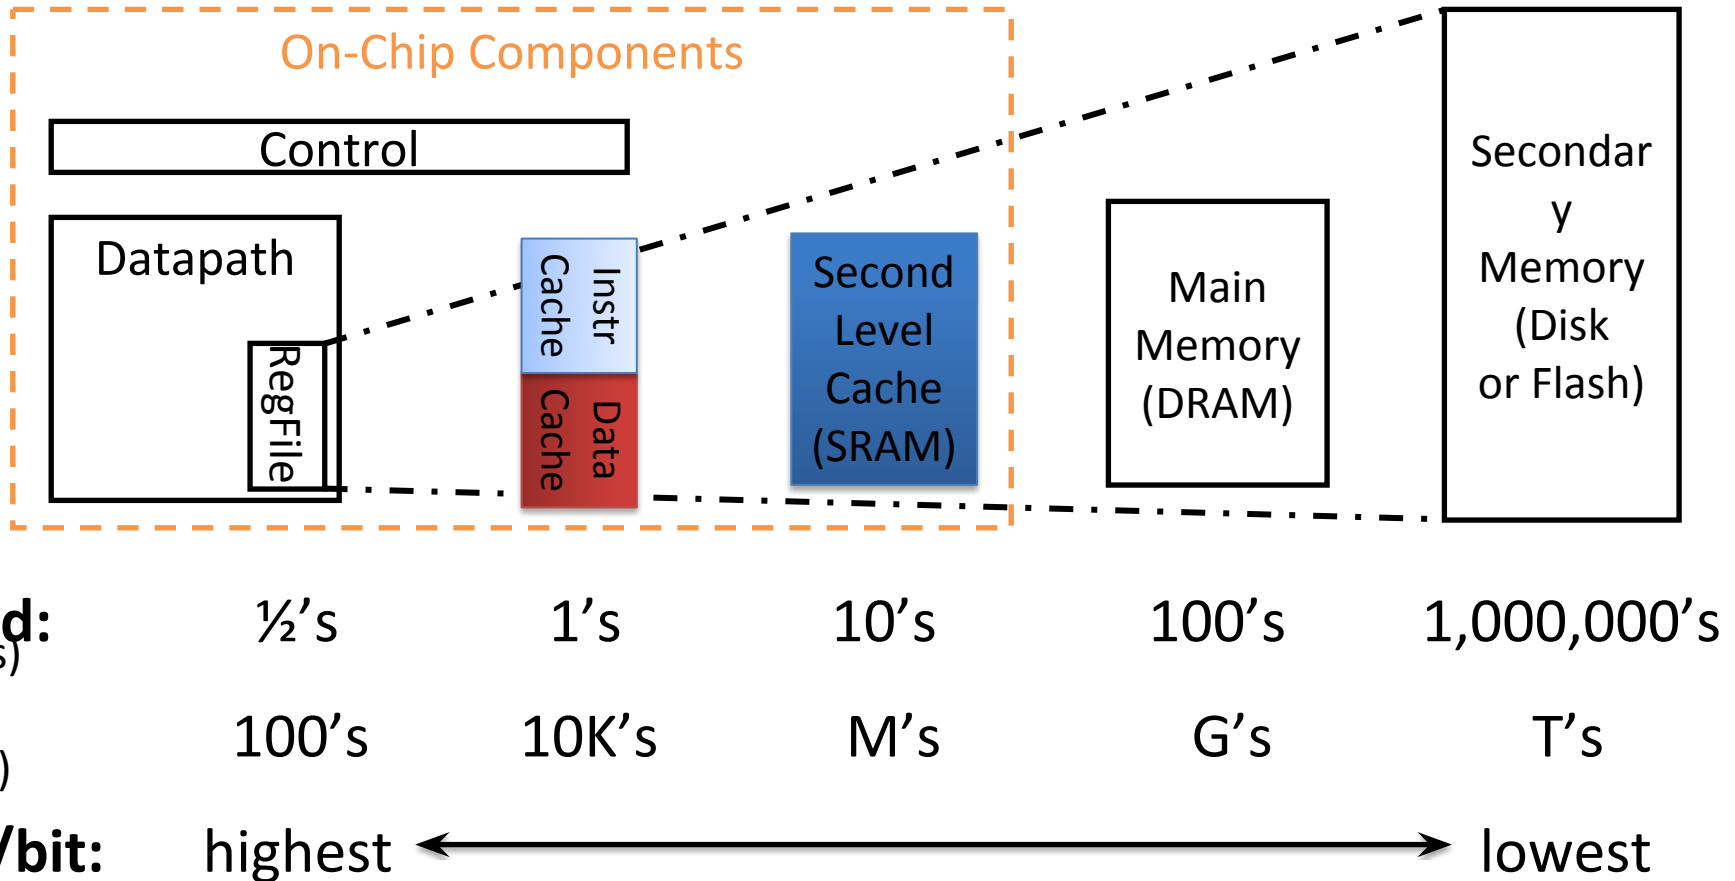 On-Chip Components
Control
Datapath
RegFile
Instr
Cache
Data
Cache
Second
Level
Cache
(SRAM)
Main
Memory
(DRAM)
Secondar
y
Memory
(Disk
or Flash)
d: ½’s 1’s 10’s 100’s 1,000,000’s
s)
100’s 10K’s M’s G’s T’s
)
/bit: highest lowest